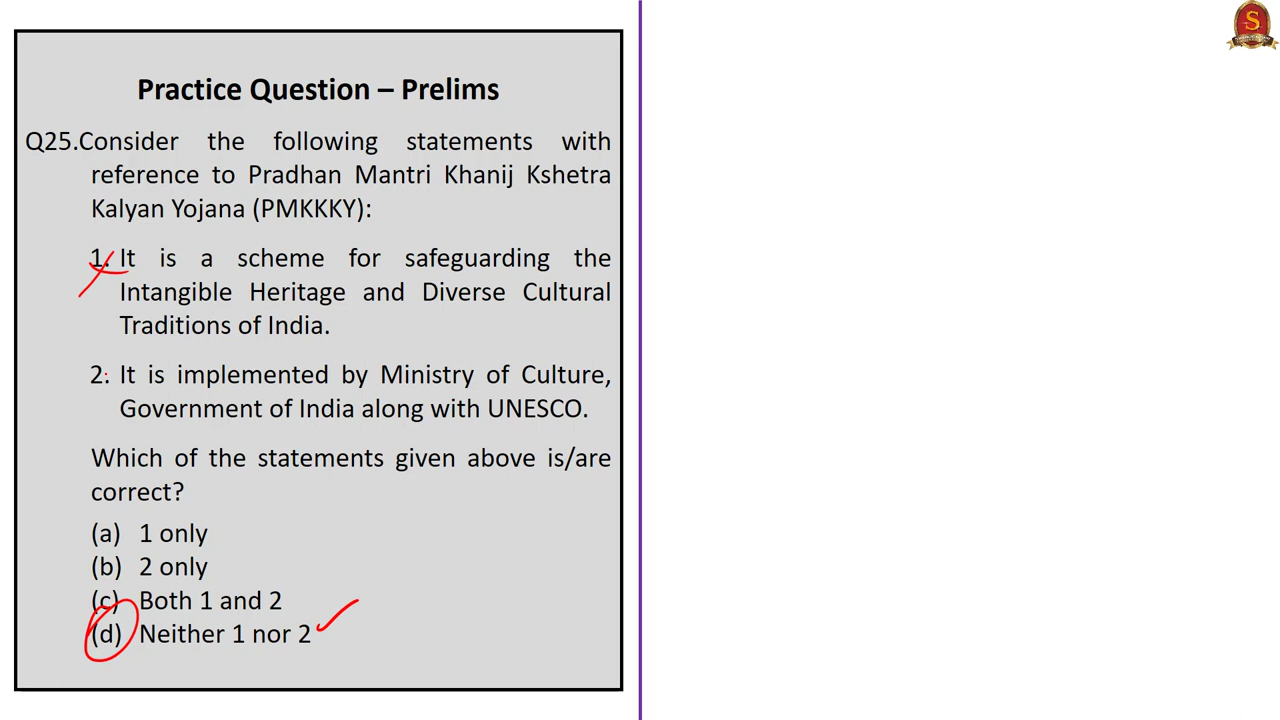 Practice Question – Prelims
Q25.Consider the following statements with
reference to Pradhan Mantri Khanij Kshetra
Kalyan Yojana (PMKKKY):
1. It is a scheme for safeguarding the
Intangible Heritage and Diverse Cultural
Traditions of India.
2. It is implemented by Ministry of Culture,
Government of India along with UNESCO.
Which of the statements given above is/are
correct?
(a) 1 only
(b) 2 only
(c) Both 1 and 2
(d) Neither 1 nor 2
S